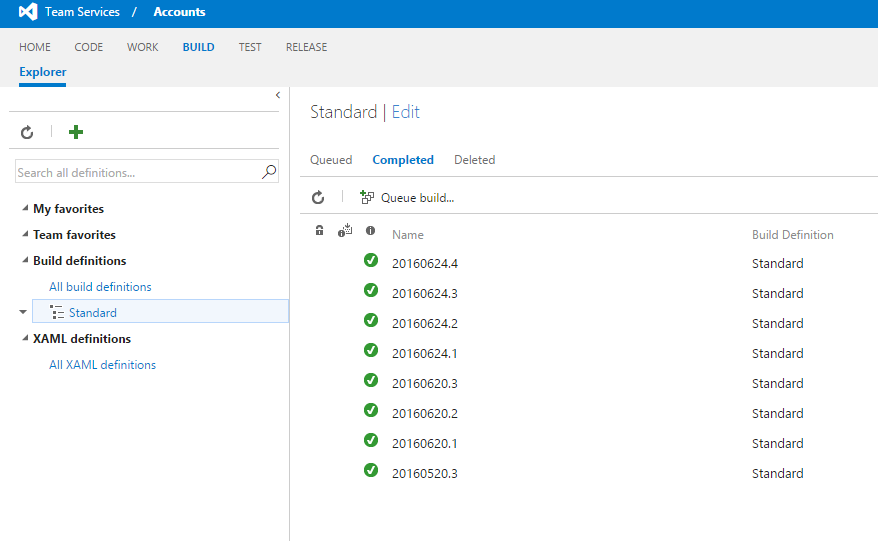 Team Services / Accounts
HOME CODE WORK BUILD TEST RELEASE
Explorer
Search all definitions...
My favorites
Team favorites
Build definitions
All build definitions
Standard
XAML definitions
All XAML definitions
Standard | Edit
Queued Completed Deleted
Queue build...
Name Build Definition
20160624.4 Standard
20160624.3 Standard
20160624.2 Standard
20160624.1 Standard
20160620.3 Standard
20160620.2 Standard
20160620.1 Standard
20160520.3 Standard